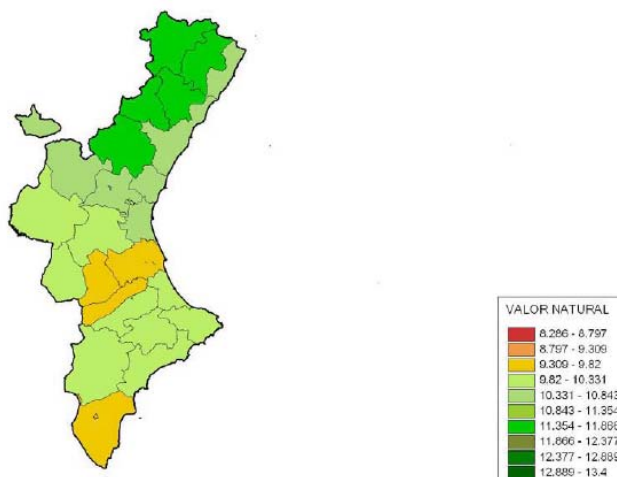 VALOR NATURAL
8.286 - 8.797
8.797 - 9.309
9.309 - 9.82
9.82 - 10.331
10.331 - 10.843
10.843 - 11.354
11.354 - 11.866
11.866 - 12.377
12.377 - 12.889
12.889 - 13.4